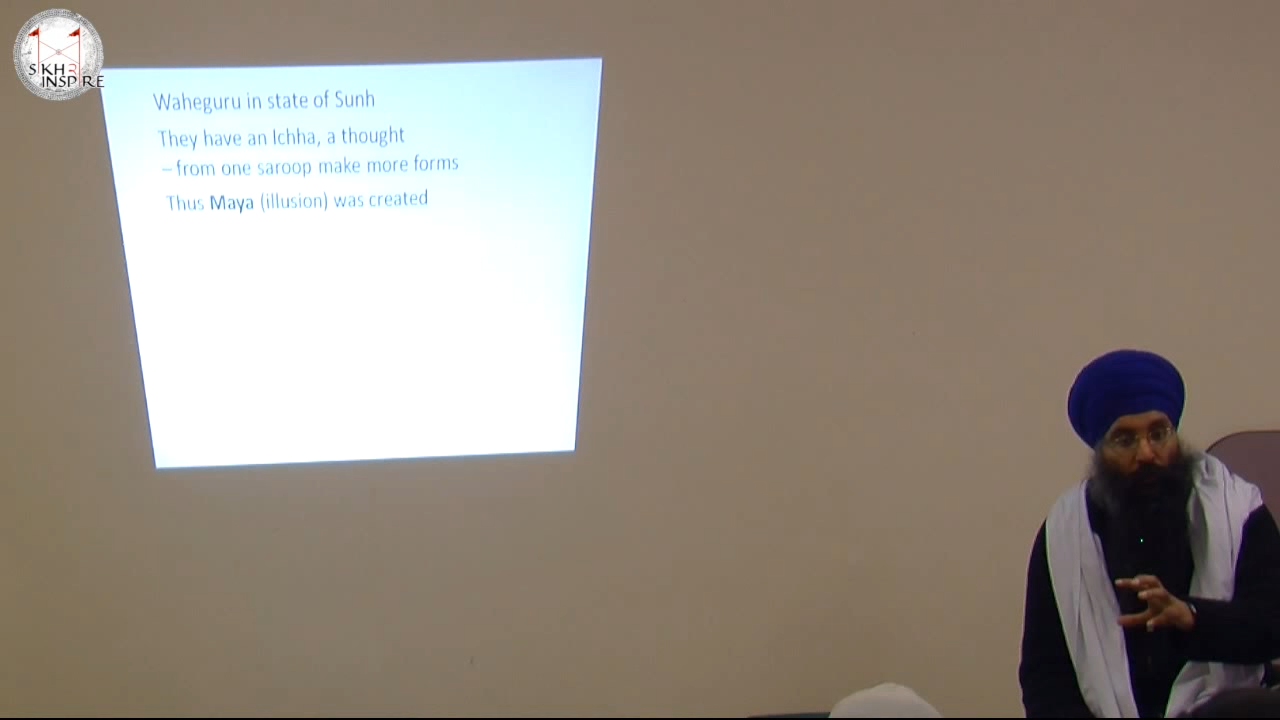 SIKH2
INSPIRE
Waheguru in state of Sunh
They have an Ichha, a thought
– from one saroop make more forms
Thus Maya (illusion) was created